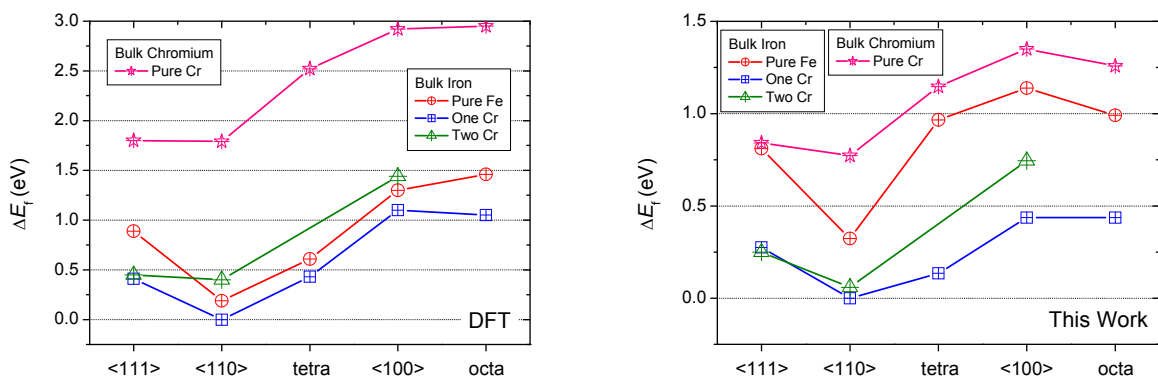 3.0
2.5
2.0
1.5
1.0
0.5
0.0
ΔE_f (eV)
Bulk Chromium
Pure Cr
Bulk Iron
Pure Fe
One Cr
Two Cr
DFT
<111> <110> tetra <100> octa
1.5
1.0
0.5
0.0
ΔE_f (eV)
Bulk Iron
Pure Fe
One Cr
Two Cr
Bulk Chromium
Pure Cr
This Work
<111> <110> tetra <100> octa